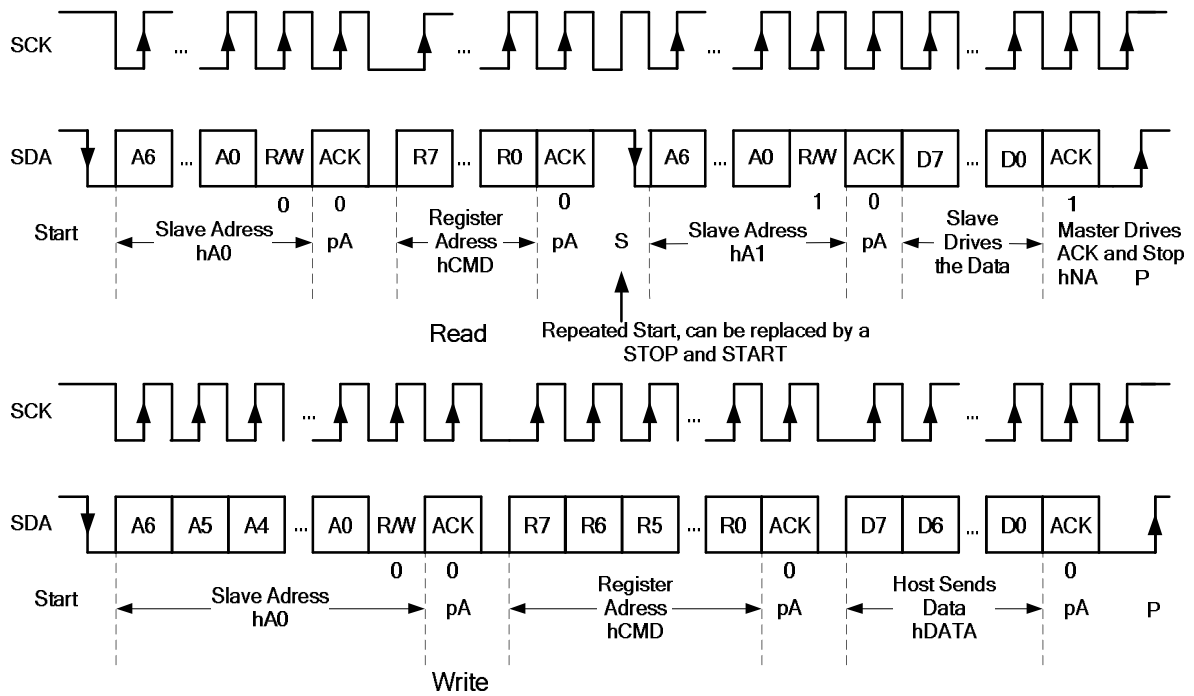 SCK ... ... ... ...
SDA A6 ... A0 R/W ACK R7 ... R0 ACK A6 ... A0 R/W ACK D7 ... D0 ACK
0 0 0 1 0 1
Start
Slave Adress
hA0
pA
Register
Adress
hCMD
pA
S
Slave Adress
hA1
pA
Slave
Drives
the Data
Master Drives
ACK and Stop
hNA P
Read
Repeated Start, can be replaced by a
STOP and START
SCK ... ... ...
SDA A6 A5 A4 ... A0 R/W ACK R7 R6 R5 ... R0 ACK D7 D6 ... D0 ACK
0 0 0 0
Start
Slave Adress
hA0
pA
Register
Adress
hCMD
pA
Host Sends
Data
hDATA
pA
P
Write